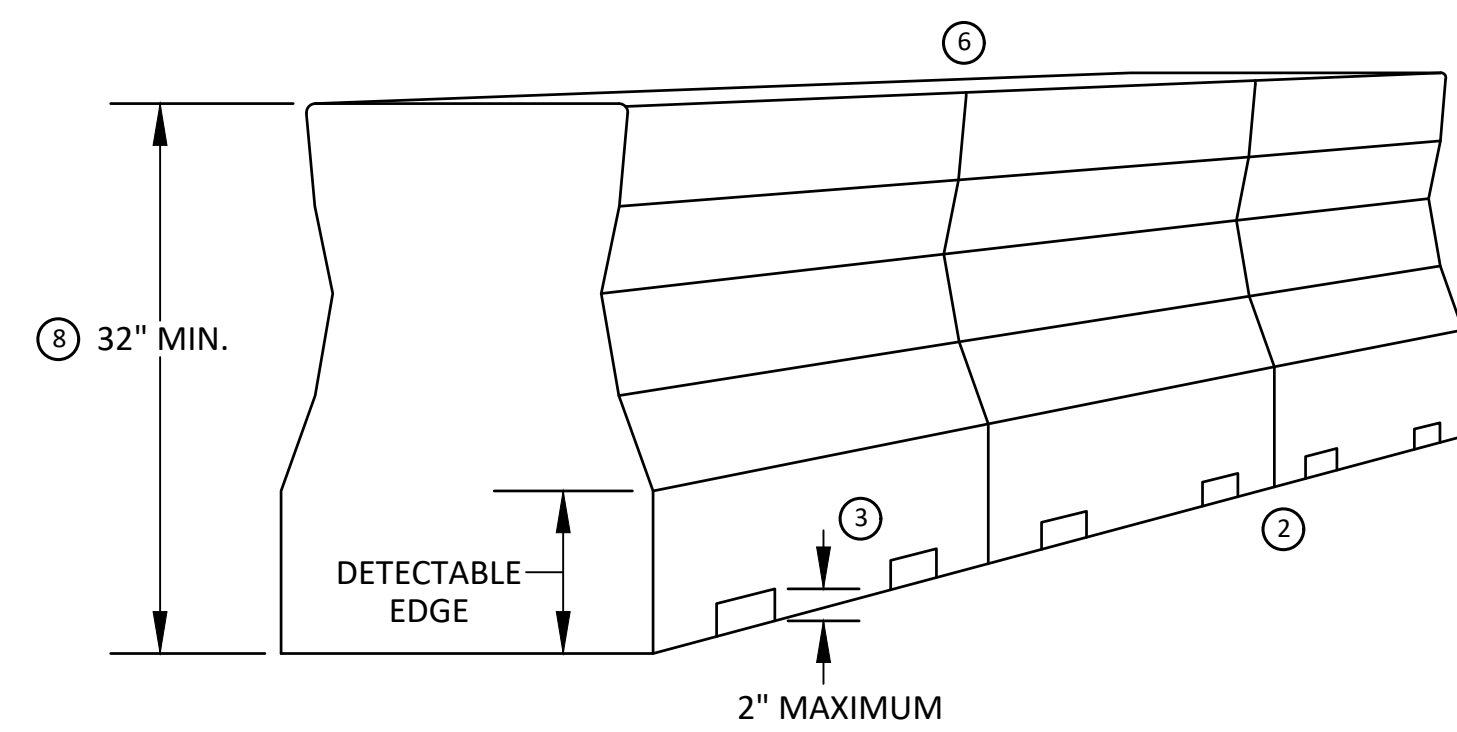 6
8 32" MIN.
3
2
DETECTABLE
EDGE
2" MAXIMUM